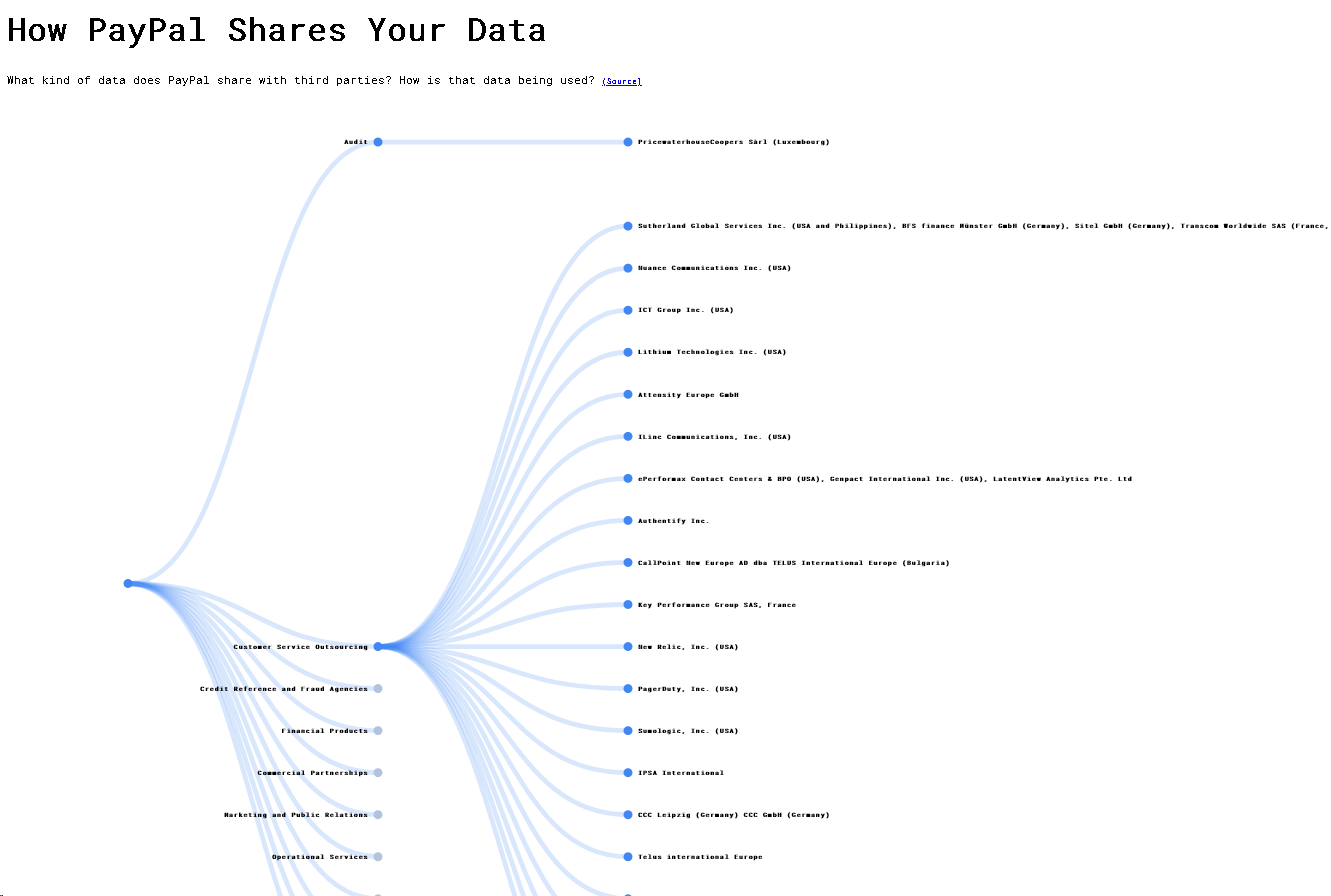 How PayPal Shares Your Data
What kind of data does PayPal share with third parties? How is that data being used? (Source)
Audit
PricewaterhouseCoopers Sàrl (Luxembourg)
Sutherland Global Services Inc. (USA and Philippines), BFS finance Münster GmbH (Germany), Sitel GmbH (Germany), Transcom Worldwide SAS (France,
Nuance Communications Inc. (USA)
ICT Group Inc. (USA)
Lithium Technologies Inc. (USA)
Attensity Europe GmbH
ILinc Communications, Inc. (USA)
ePerformax Contact Centers & BPO (USA), Genpact International Inc. (USA), LatentView Analytics Pte. Ltd
Authentify Inc.
CallPoint New Europe AD dba TELUS International Europe (Bulgaria)
Key Performance Group SAS, France
Customer Service Outsourcing
New Relic, Inc. (USA)
Credit Reference and Fraud Agencies
PagerDuty, Inc. (USA)
Financial Products
Sumologic, Inc. (USA)
Commercial Partnerships
IPSA International
Marketing and Public Relations
CCC Leipzig (Germany) CCC GmbH (Germany)
Operational Services
Telus international Europe